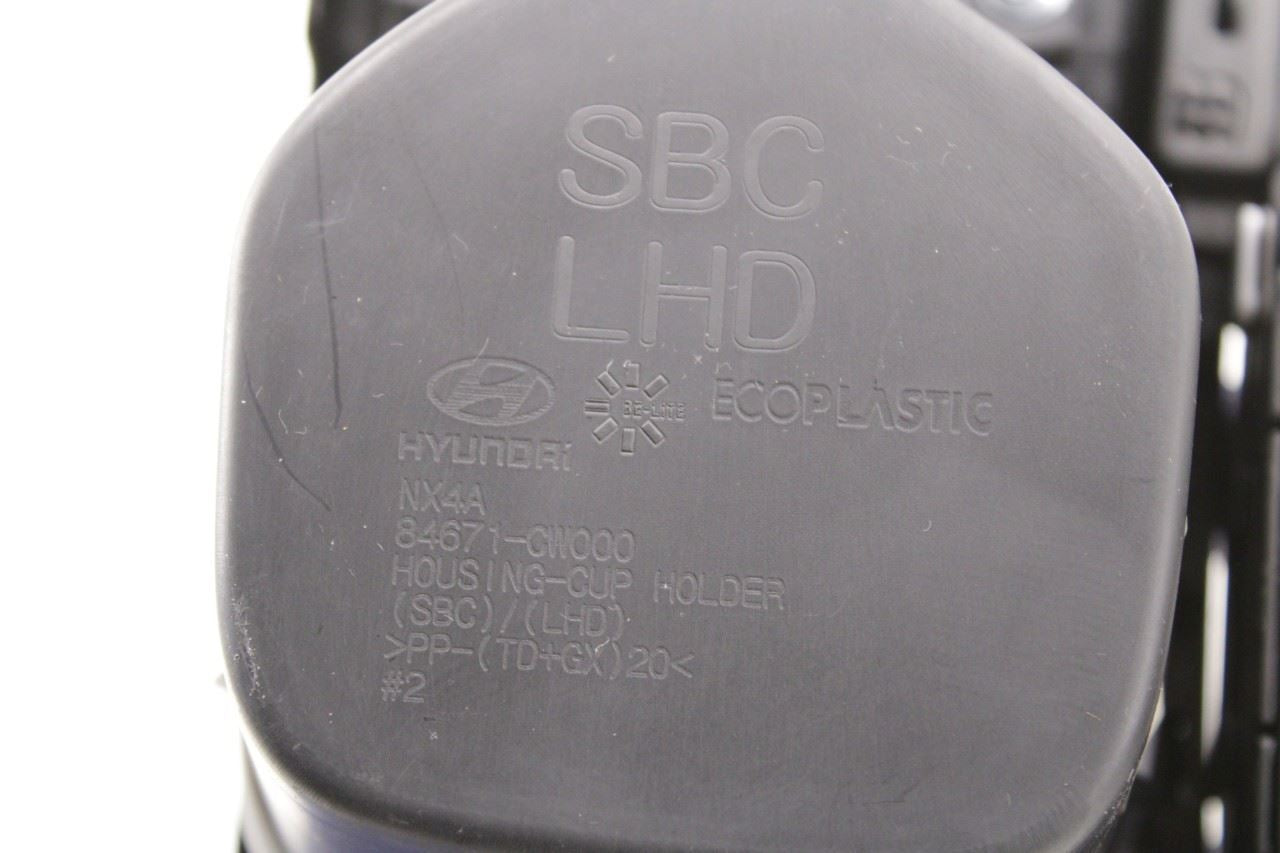 SBC
LHD
BE-LITE ECOPLASTIC
HYUNDAI
NX4A
84671-CW000
HOUSING-CUP HOLDER
(SBC)/(LHD)
>PP-(TD+GX)20<
#2